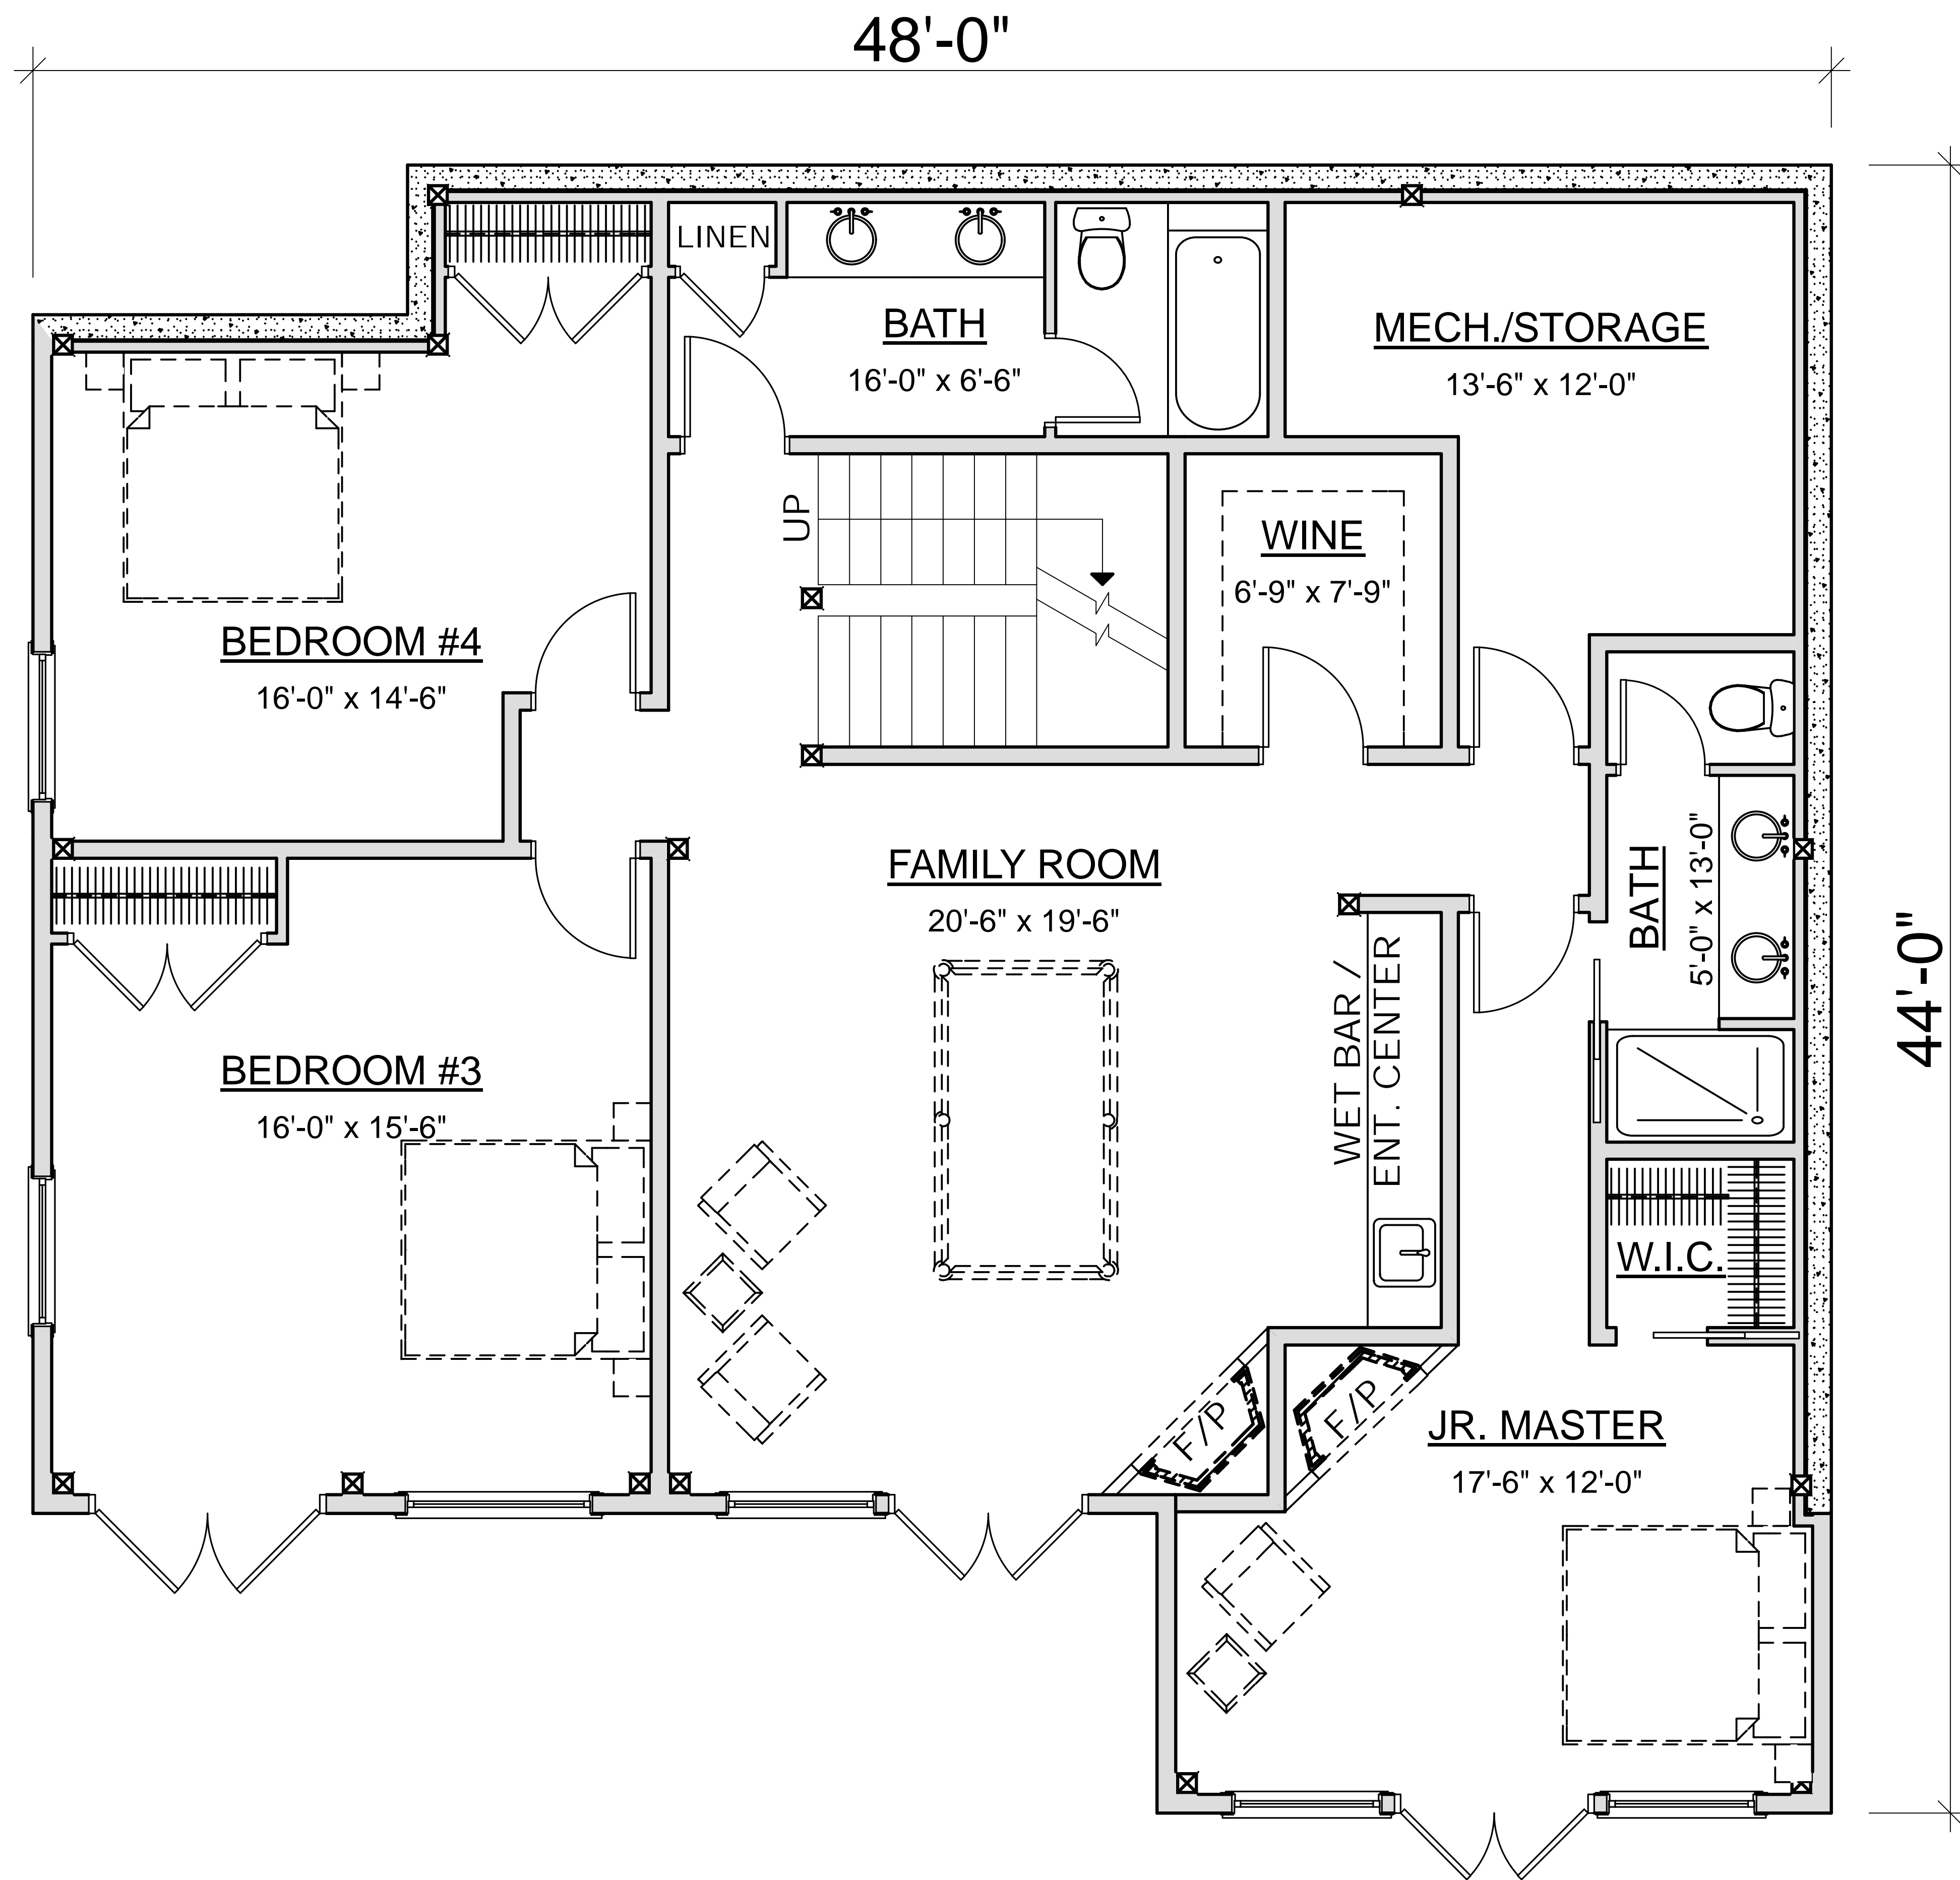 48'-0"
LINEN
BATH
16'-0" x 6'-6"
MECH./STORAGE
13'-6" x 12'-0"
UP
WINE
6'-9" x 7'-9"
BEDROOM #4
16'-0" x 14'-6"
FAMILY ROOM
20'-6" x 19'-6"
BATH
5'-0" x 13'-0"
44'-0"
WET BAR /
ENT. CENTER
BEDROOM #3
16'-0" x 15'-6"
W.I.C.
F/P
F/P
JR. MASTER
17'-6" x 12'-0"